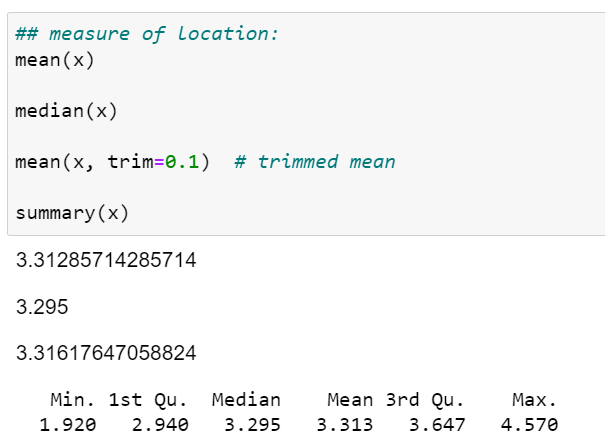 ## measure of location:
mean(x)
median(x)
mean(x, trim=0.1)  # trimmed mean
summary(x)
3.31285714285714
3.295
3.31617647058824
Min. 1st Qu. Median Mean 3rd Qu. Max.
1.920 2.940 3.295 3.313 3.647 4.570